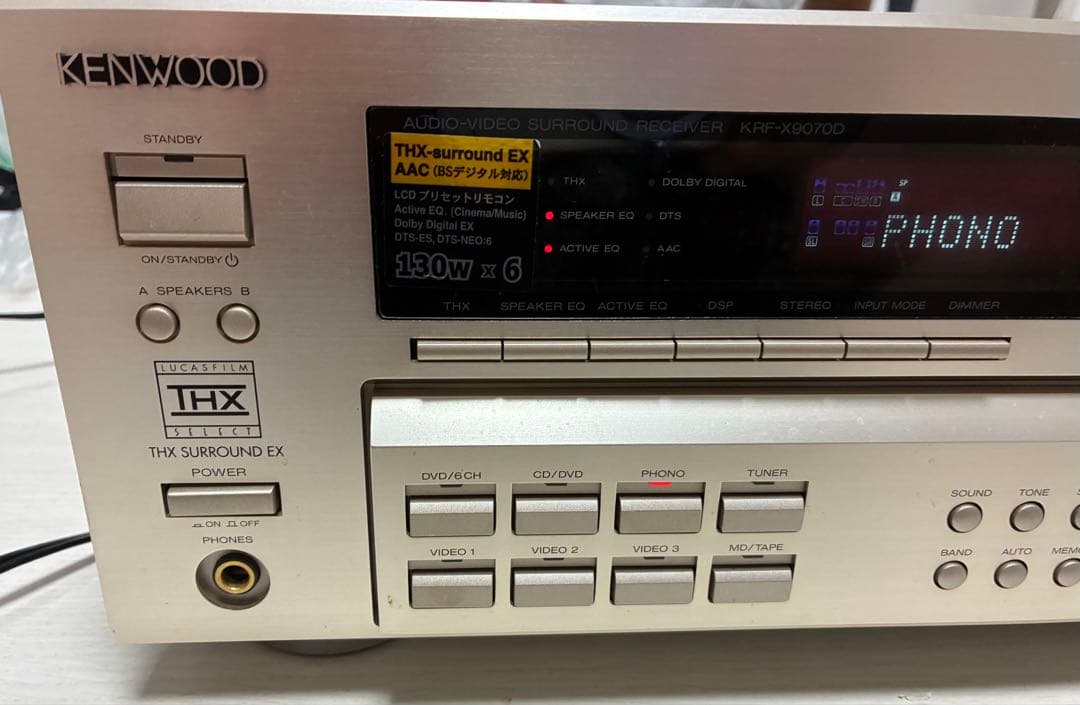 KENWOOD
STANDBY
ON/STANDBY
A SPEAKERS B
LUCASFILM
THX
SELECT
THX SURROUND EX
POWER
ON OFF
PHONES
AUDIO-VIDEO SURROUND RECEIVER KRF-X9070D
THX-surround EX
AAC (BSデジタル対応)
LCD プリセットリモコン
Active EQ. (Cinema/Music)
Dolby Digital EX
DTS-ES, DTS-NEO:6
130W x 6
THX DOLBY DIGITAL
SPEAKER EQ DTS
ACTIVE EQ AAC
SP
L C A
SL
PHONO
THX SPEAKER EQ ACTIVE EQ DSP STEREO INPUT MODE DIMMER
DVD/6CH CD/DVD PHONO TUNER
VIDEO 1 VIDEO 2 VIDEO 3 MD/TAPE
SOUND TONE
BAND AUTO